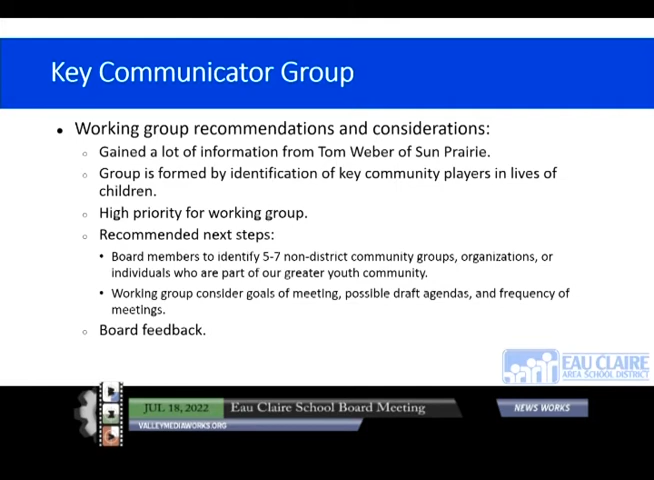 Key Communicator Group
• Working group recommendations and considerations:
○ Gained a lot of information from Tom Weber of Sun Prairie.
○ Group is formed by identification of key community players in lives of
children.
○ High priority for working group.
○ Recommended next steps:
• Board members to identify 5-7 non-district community groups, organizations, or
individuals who are part of our greater youth community.
• Working group consider goals of meeting, possible draft agendas, and frequency of
meetings.
○ Board feedback.
EAU CLAIRE
AREA SCHOOL DISTRICT
JUL 18, 2022 Eau Claire School Board Meeting NEWS WORKS
VALLEYMEDIAWORKS.ORG